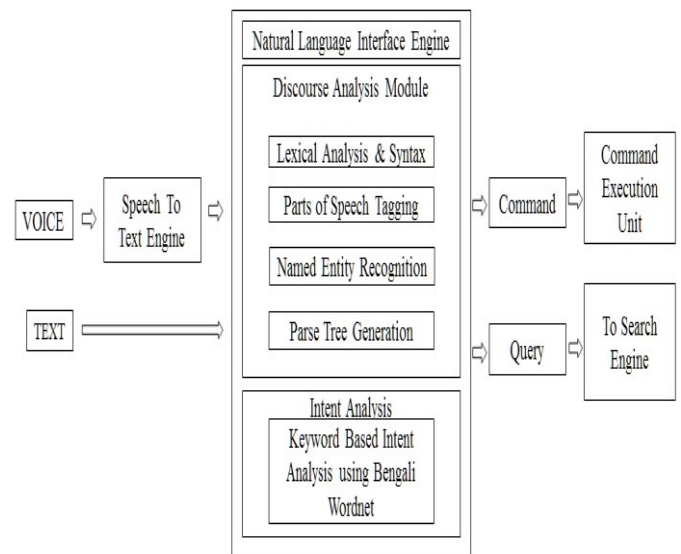 Natural Language Interface Engine
Discourse Analysis Module
Lexical Analysis & Syntax
Parts of Speech Tagging
Named Entity Recognition
Parse Tree Generation
Intent Analysis
Keyword Based Intent
Analysis using Bengali
Wordnet
VOICE
Speech To
Text Engine
TEXT
Command
Command
Execution
Unit
Query
To Search
Engine